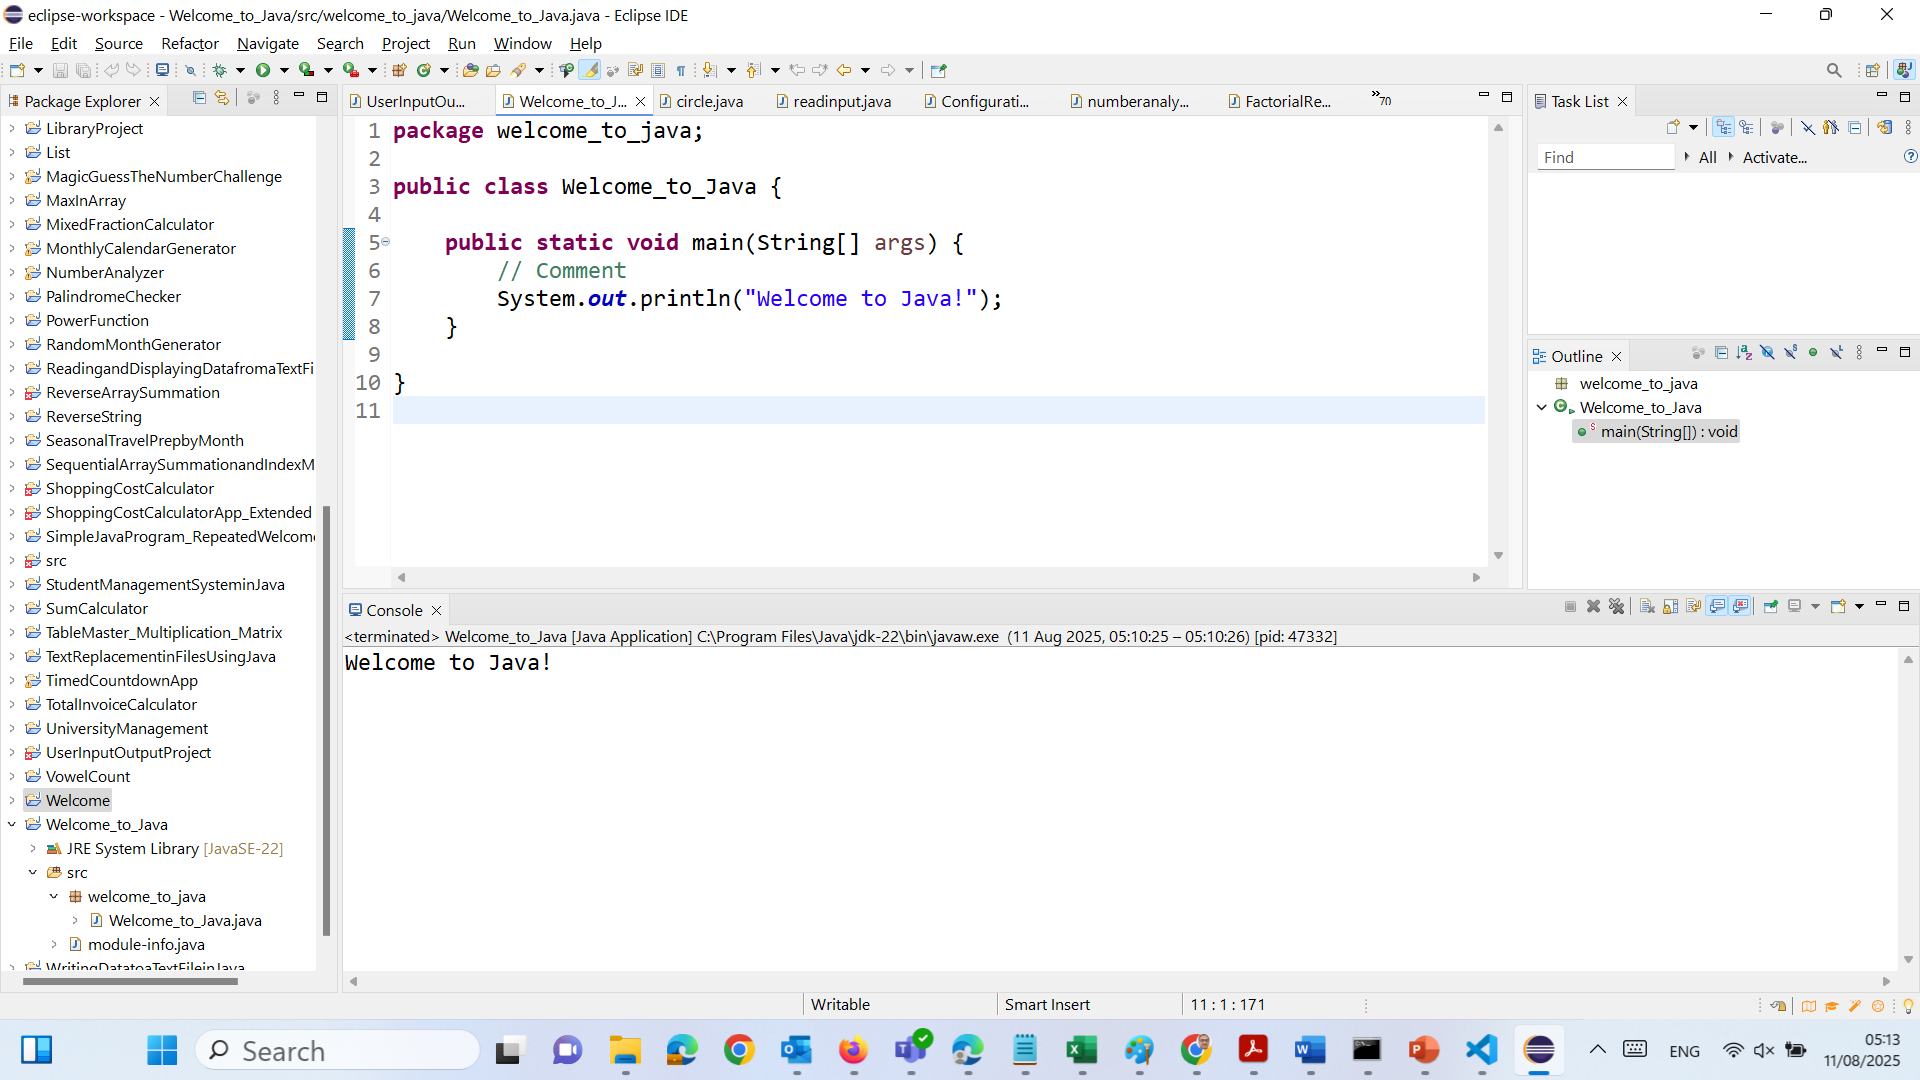 eclipse-workspace - Welcome_to_Java/src/welcome_to_java/Welcome_to_Java.java - Eclipse IDE
File Edit Source Refactor Navigate Search Project Run Window Help
Package Explorer
LibraryProject
List
MagicGuessTheNumberChallenge
MaxInArray
MixedFractionCalculator
MonthlyCalendarGenerator
NumberAnalyzer
PalindromeChecker
PowerFunction
RandomMonthGenerator
ReadingandDisplayingDatafromaTextFi
ReverseArraySummation
ReverseString
SeasonalTravelPrepbyMonth
SequentialArraySummationandIndexM
ShoppingCostCalculator
ShoppingCostCalculatorApp_Extended
SimpleJavaProgram_RepeatedWelcome
src
StudentManagementSysteminJava
SumCalculator
TableMaster_Multiplication_Matrix
TextReplacementinFilesUsingJava
TimedCountdownApp
TotalInvoiceCalculator
UniversityManagement
UserInputOutputProject
VowelCount
Welcome
Welcome_to_Java
JRE System Library [JavaSE-22]
src
welcome_to_java
Welcome_to_Java.java
module-info.java
WritingDatatoaTextFileinJava
UserInputOu... Welcome_to_J... circle.java readinput.java Configurati... numberanaly... FactorialRe... »70
1 package welcome_to_java;
2
3 public class Welcome_to_Java {
4
5 public static void main(String[] args) {
6 // Comment
7 System.out.println("Welcome to Java!");
8 }
9
10 }
11
Console
<terminated> Welcome_to_Java [Java Application] C:\Program Files\Java\jdk-22\bin\javaw.exe (11 Aug 2025, 05:10:25 – 05:10:26) [pid: 47332]
Welcome to Java!
Task List
Find All Activate...
Outline
welcome_to_java
Welcome_to_Java
main(String[]) : void
Writable Smart Insert 11 : 1 : 171
Search
ENG
05:13
11/08/2025